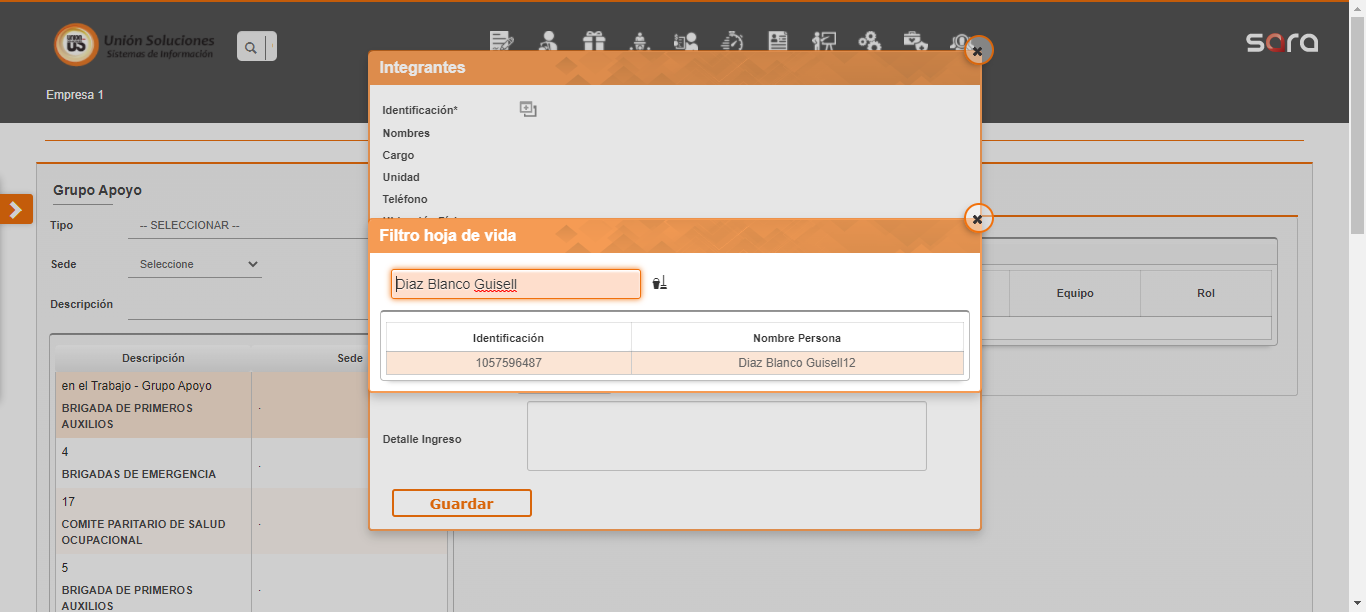 UNION
US
Unión Soluciones
Sistemas de Información
sara
Empresa 1
Integrantes
Identificación*
Nombres
Cargo
Unidad
Teléfono
Filtro hoja de vida
Diaz Blanco Guisell
Identificación Nombre Persona
1057596487 Diaz Blanco Guisell12
Detalle Ingreso
Guardar
Grupo Apoyo
Tipo -- SELECCIONAR --
Sede Seleccione
Descripción
Descripción Sede
en el Trabajo - Grupo Apoyo
BRIGADA DE PRIMEROS
AUXILIOS
.
4
BRIGADAS DE EMERGENCIA
.
17
COMITE PARITARIO DE SALUD
OCUPACIONAL
.
5
BRIGADA DE PRIMEROS
AUXILIOS
.
Equipo Rol